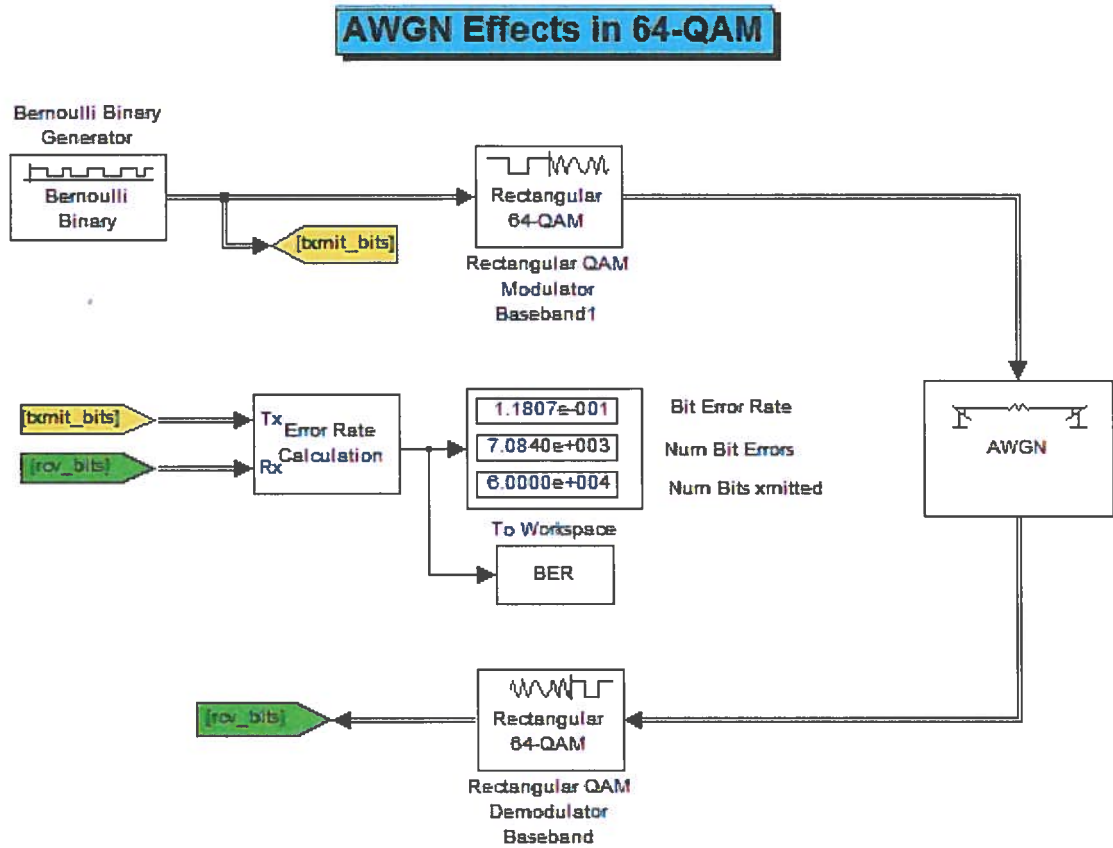 AWGN Effects in 64-QAM
Bernoulli Binary
Generator
Bernoulli
Binary
[txmit_bits]
Rectangular
64-QAM
Rectangular QAM
Modulator
Baseband1
[txmit_bits]
[rcv_bits]
Tx
Rx
Error Rate
Calculation
1.1807e-001
7.0840e+003
6.0000e+004
Bit Error Rate
Num Bit Errors
Num Bits xmitted
To Workspace
BER
AWGN
[rcv_bits]
Rectangular
64-QAM
Rectangular QAM
Demodulator
Baseband